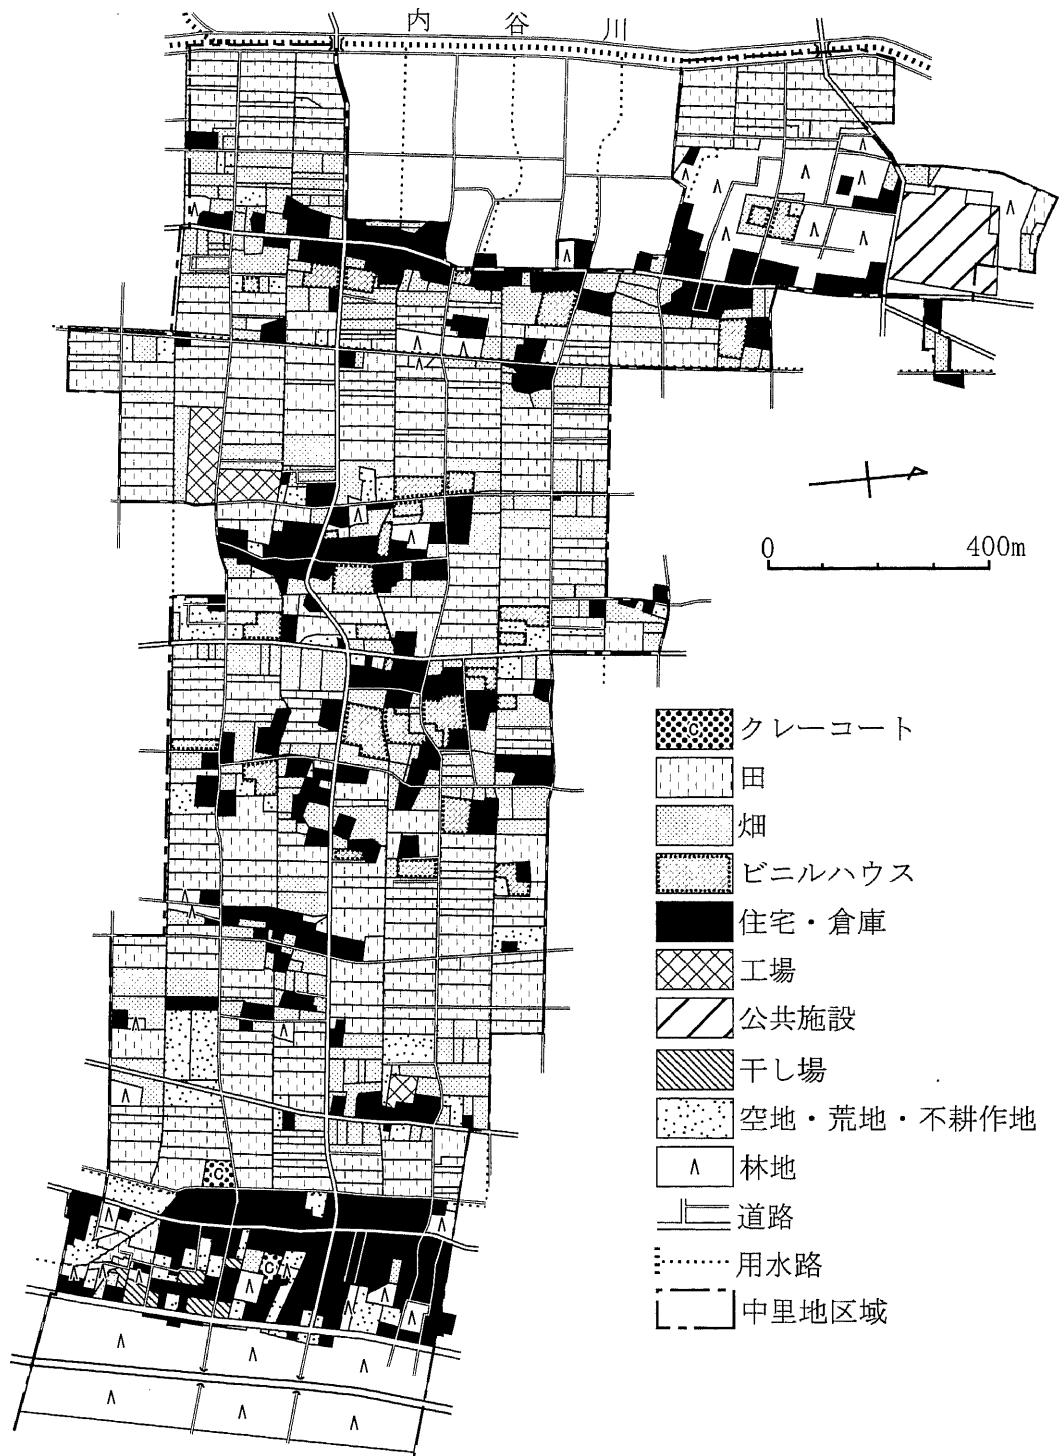 内谷川
0 400m
C クレーコート
田
畑
ビニルハウス
住宅・倉庫
工場
公共施設
干し場
空地・荒地・不耕作地
林地
道路
用水路
中里地区域
C
C